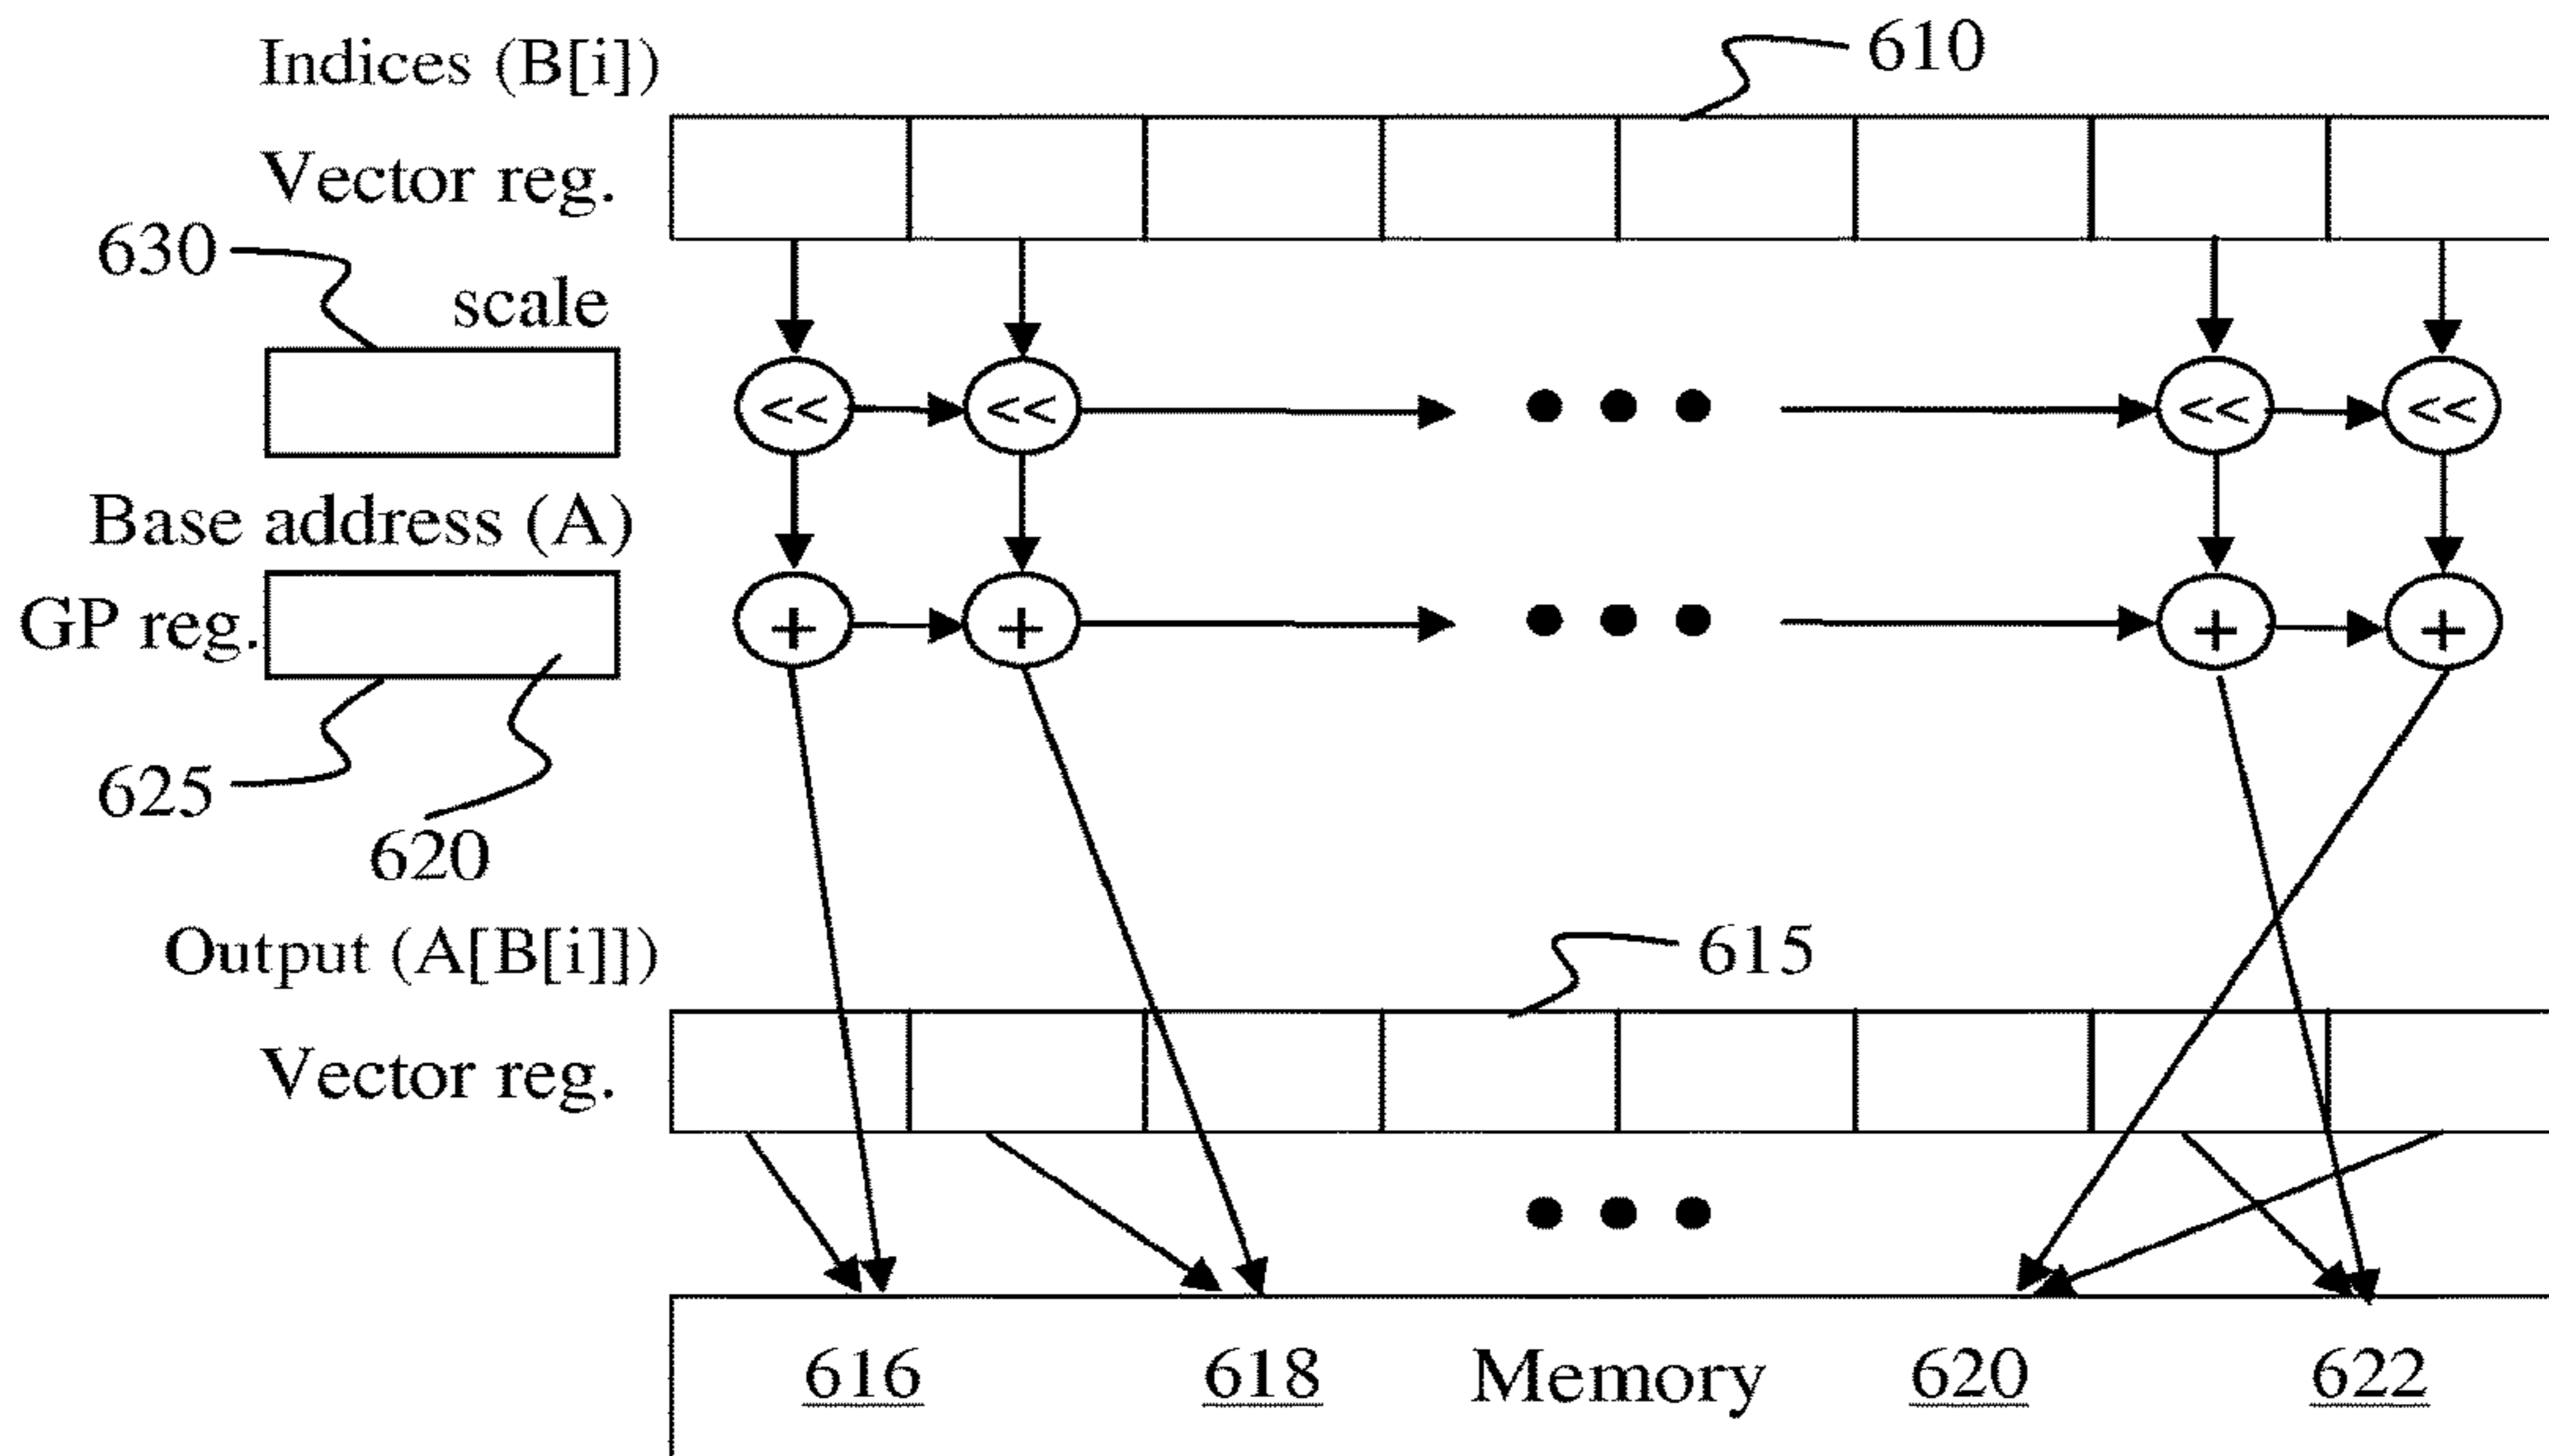 Indices (B[i])
610
Vector reg.
630
scale
<< << << <<
Base address (A)
GP reg.
+ + + +
625
620
Output (A[B[i]])
615
Vector reg.
616 618 Memory 620 622